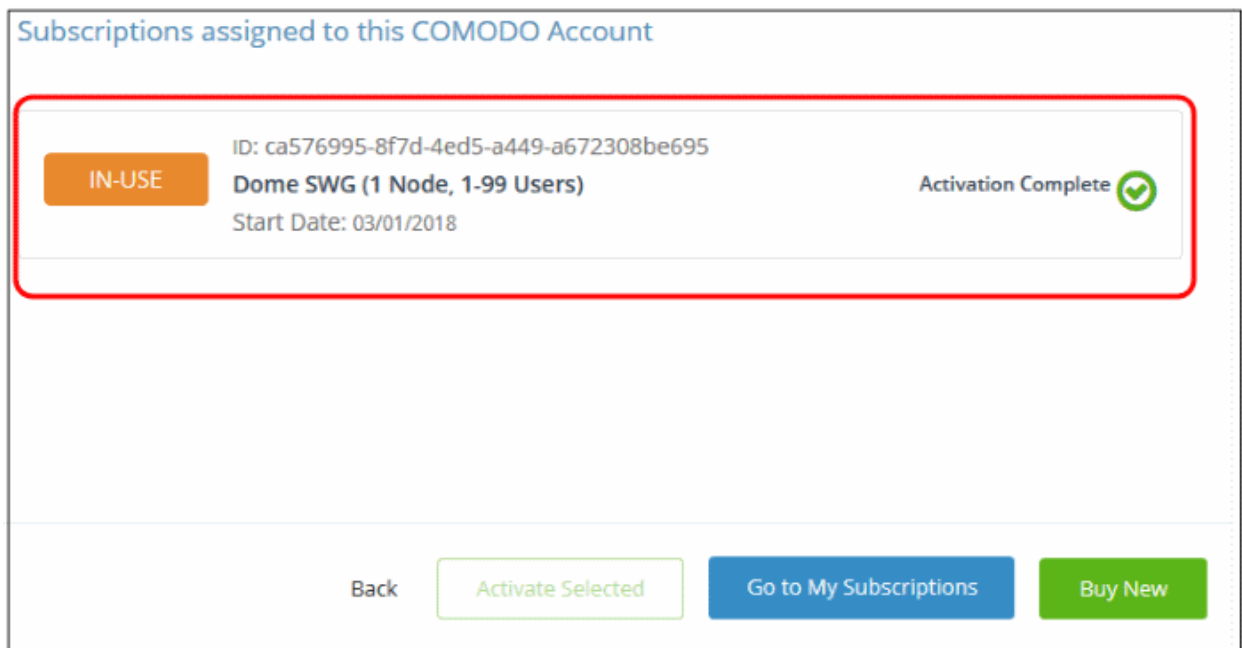 Subscriptions assigned to this COMODO Account
IN-USE
ID: ca576995-8f7d-4ed5-a449-a672308be695
Dome SWG (1 Node, 1-99 Users)
Start Date: 03/01/2018
Activation Complete
Back
Activate Selected
Go to My Subscriptions
Buy New